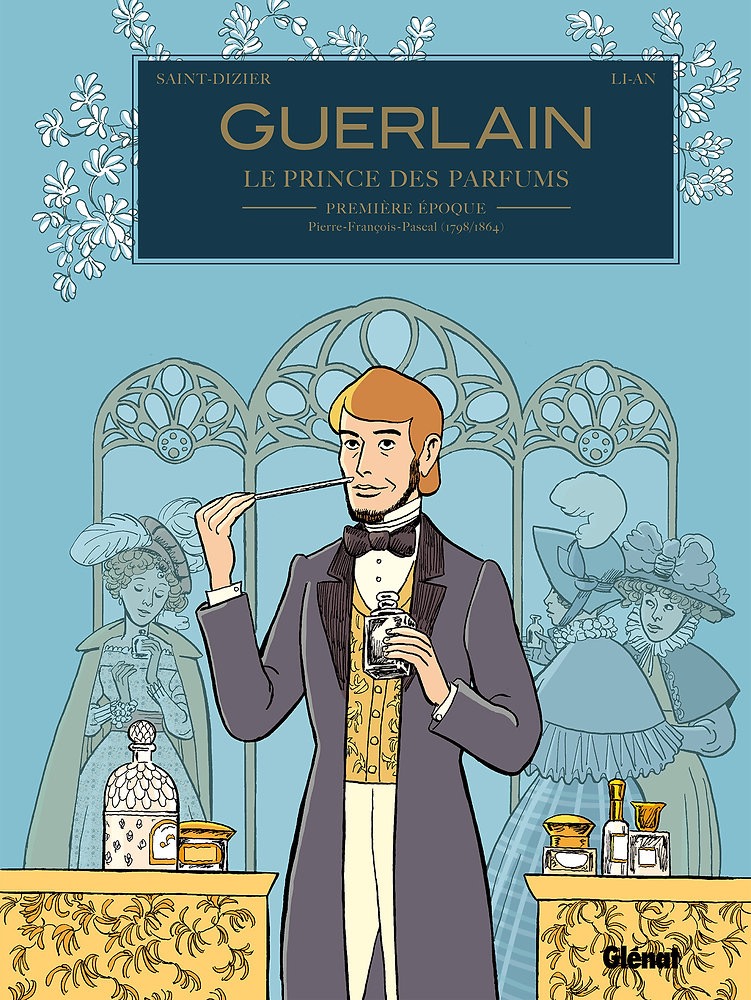 SAINT-DIZIER LI-AN
GUERLAIN
LE PRINCE DES PARFUMS
PREMIÈRE ÉPOQUE
Pierre-François-Pascal (1798/1864)
Glénat